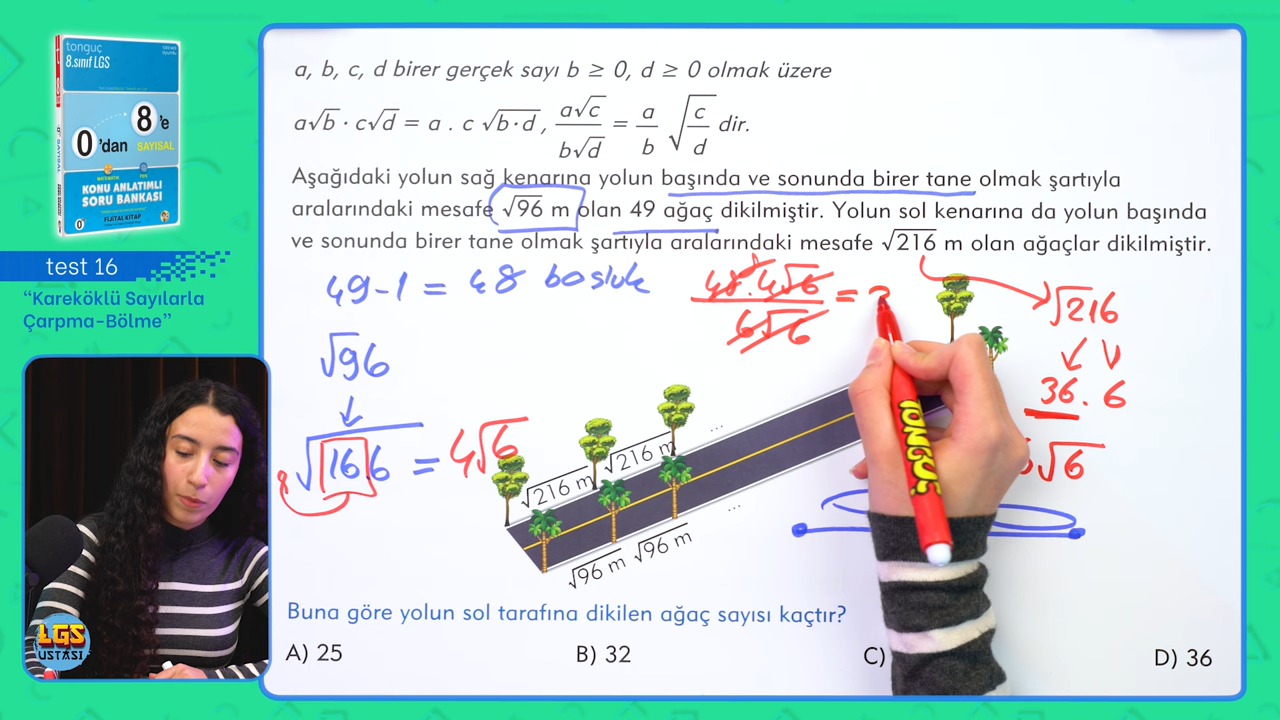 tonguç
8.sınıf LGS
0'dan 8'e
SAYISAL
KONU ANLATIMLI
SORU BANKASI
FİJİTAL KİTAP
test 16
“Kareköklü Sayılarla
Çarpma-Bölme”
LGS
USTASI
a, b, c, d birer gerçek sayı b ≥ 0, d ≥ 0 olmak üzere
a√b · c√d = a . c √b·d, a√c / b√d = a/b √c/d dir.
Aşağıdaki yolun sağ kenarına yolun başında ve sonunda birer tane olmak şartıyla
aralarındaki mesafe √96 m olan 49 ağaç dikilmiştir. Yolun sol kenarına da yolun başında
ve sonunda birer tane olmak şartıyla aralarındaki mesafe √216 m olan ağaçlar dikilmiştir.
49-1 = 48 boşluk
48.4√6 / 6√6 =
√216
36.6
√6
√96
√16 6 = 4√6
√216 m √216 m ...
√96 m √96 m ...
TONGUÇ
Buna göre yolun sol tarafına dikilen ağaç sayısı kaçtır?
A) 25 B) 32 C) D) 36